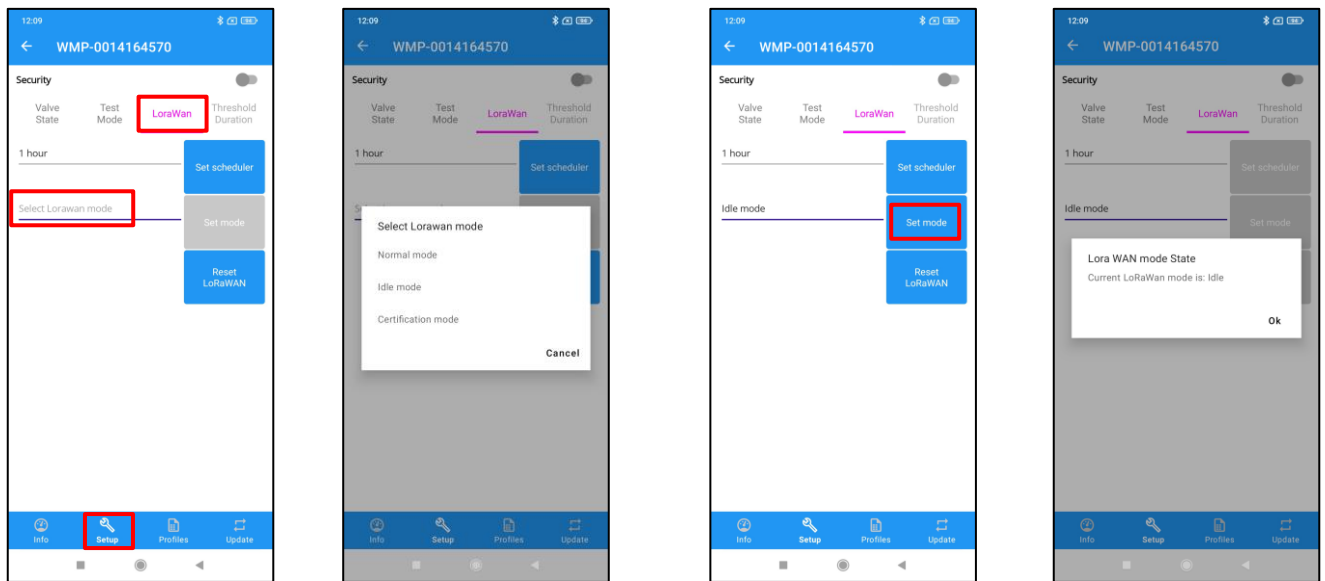 12:09
WMP-0014164570
Security
Valve State
Test Mode
LoraWan
Threshold Duration
1 hour
Set scheduler
Select Lorawan mode
Set mode
Reset LoRaWAN
Info
Setup
Profiles
Update
12:09
WMP-0014164570
Security
Valve State
Test Mode
LoraWan
Threshold Duration
1 hour
Set scheduler
Select Lorawan mode
Normal mode
Idle mode
Certification mode
Cancel
Info
Setup
Profiles
Update
12:09
WMP-0014164570
Security
Valve State
Test Mode
LoraWan
Threshold Duration
1 hour
Set scheduler
Idle mode
Set mode
Reset LoRaWAN
Info
Setup
Profiles
Update
12:09
WMP-0014164570
Security
Valve State
Test Mode
LoraWan
Threshold Duration
1 hour
Set scheduler
Idle mode
Set mode
Lora WAN mode State
Current LoRaWan mode is: Idle
Ok
Info
Setup
Profiles
Update